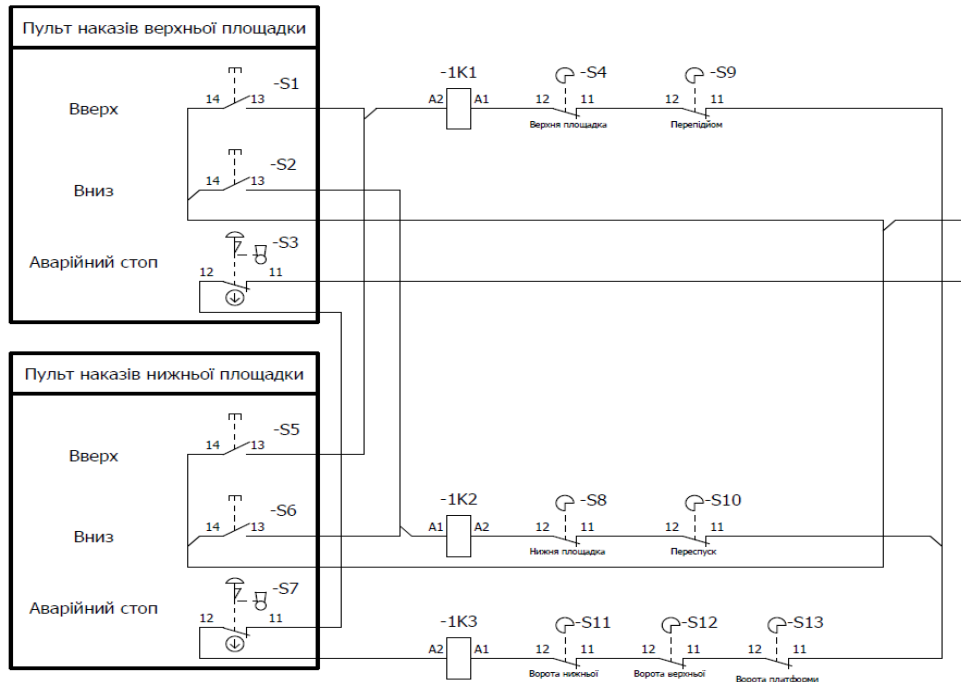 Пульт наказів верхньої площадки
-S1
14 13
Вверх
-1K1
A2 A1
-S4
12 11
Верхня площадка
-S9
12 11
Перепідйом
-S2
14 13
Вниз
-S3
Аварійний стоп
12 11
Пульт наказів нижньої площадки
-S5
14 13
Вверх
-S6
14 13
Вниз
-1K2
A1 A2
-S8
12 11
Нижня площадка
-S10
12 11
Переспуск
-S7
Аварійний стоп
12 11
-1K3
A2 A1
-S11
12 11
Ворота нижньої
-S12
12 11
Ворота верхньої
-S13
12 11
Ворота платформи